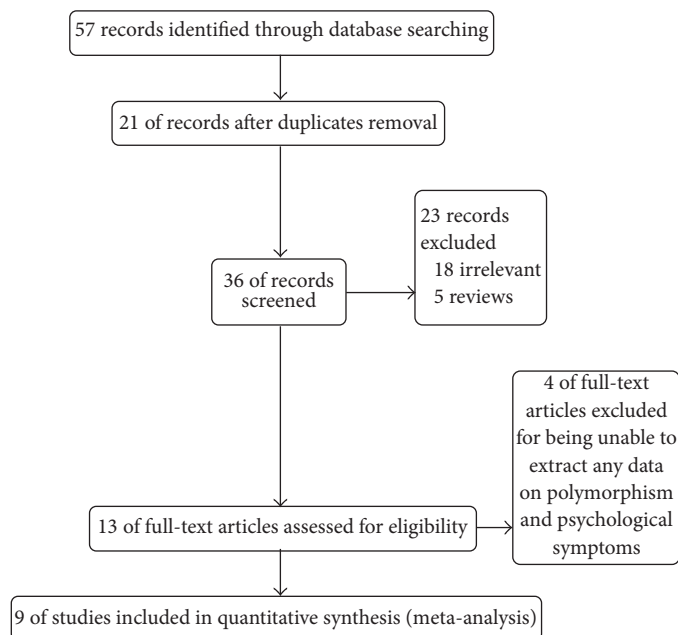 57 records identified through database searching
21 of records after duplicates removal
23 records
excluded
18 irrelevant
5 reviews
36 of records
screened
4 of full-text
articles excluded
for being unable to
extract any data
on polymorphism
and psychological
symptoms
13 of full-text articles assessed for eligibility
9 of studies included in quantitative synthesis (meta-analysis)